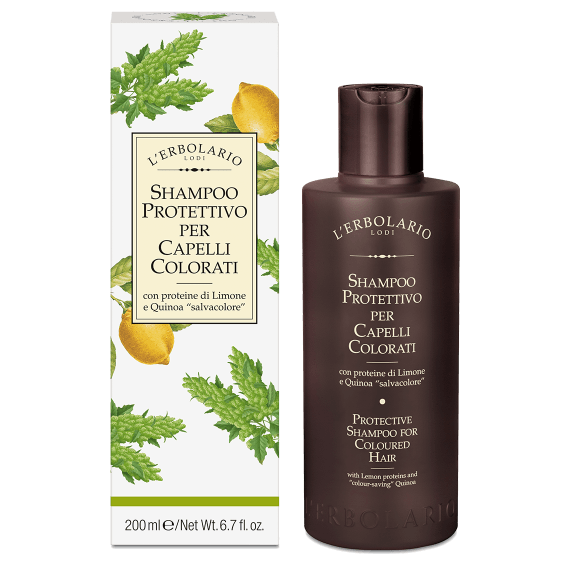 L'ERBOLARIO
LODI
SHAMPOO
PROTETTIVO
PER
CAPELLI
COLORATI
con proteine di Limone
e Quinoa "salvacolore"
200 ml ℮/Net Wt. 6.7 fl. oz.
L'ERBOLARIO
LODI
SHAMPOO
PROTETTIVO
PER
CAPELLI
COLORATI
con proteine di Limone
e Quinoa "salvacolore"
PROTECTIVE
SHAMPOO FOR
COLOURED
HAIR
with Lemon proteins and
"colour-saving" Quinoa
L'ERBOLARIO